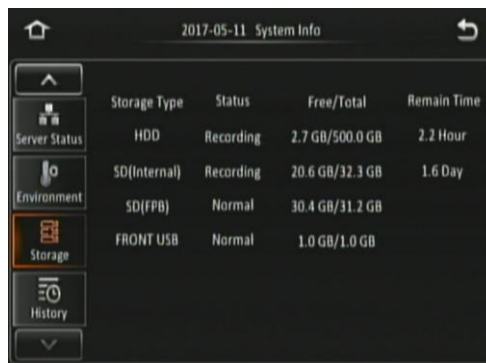 2017-05-11 System Info
Storage Type Status Free/Total Remain Time
HDD Recording 2.7 GB/500.0 GB 2.2 Hour
SD(Internal) Recording 20.6 GB/32.3 GB 1.6 Day
SD(FPB) Normal 30.4 GB/31.2 GB
FRONT USB Normal 1.0 GB/1.0 GB
Server Status
Environment
Storage
History